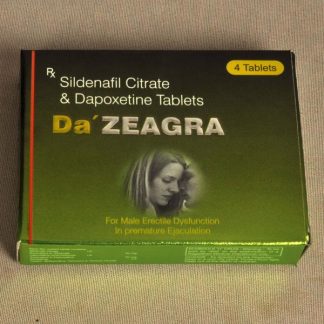 Rx
4 Tablets
Sildenafil Citrate
& Dapoxetine Tablets
Da'ZEAGRA
For Male Erectile Dysfunction
In premature Ejaculation